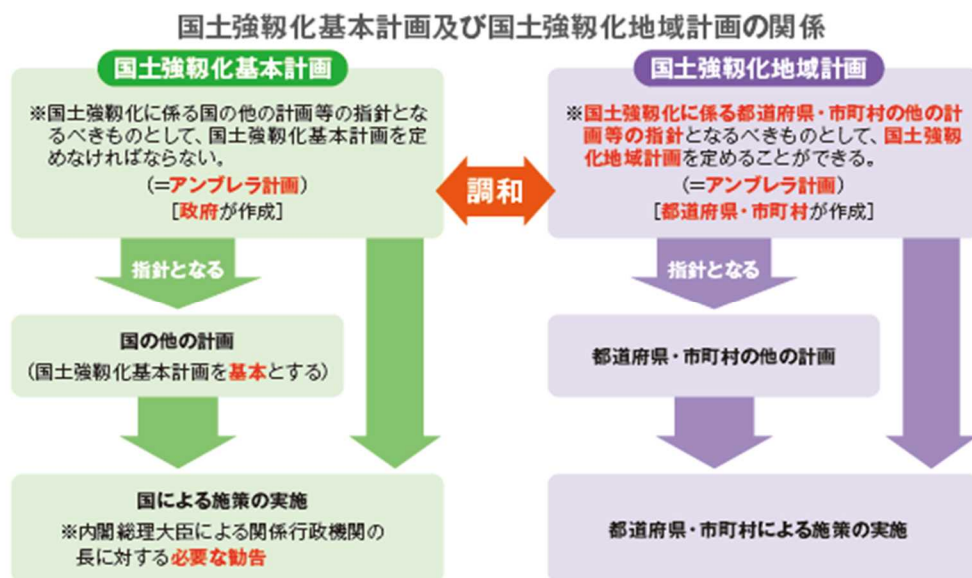 国土強靱化基本計画及び国土強靱化地域計画の関係
国土強靱化基本計画
※国土強靱化に係る国の他の計画等の指針とな
るべきものとして、国土強靱化基本計画を定
めなければならない。
(=アンブレラ計画)
[政府が作成]
指針となる
国の他の計画
(国土強靱化基本計画を基本とする)
国による施策の実施
※内閣総理大臣による関係行政機関の
長に対する必要な勧告
調和
国土強靱化地域計画
※国土強靱化に係る都道府県・市町村の他の計
画等の指針となるべきものとして、国土強靱
化地域計画を定めることができる。
(=アンブレラ計画)
[都道府県・市町村が作成]
指針となる
都道府県・市町村の他の計画
都道府県・市町村による施策の実施